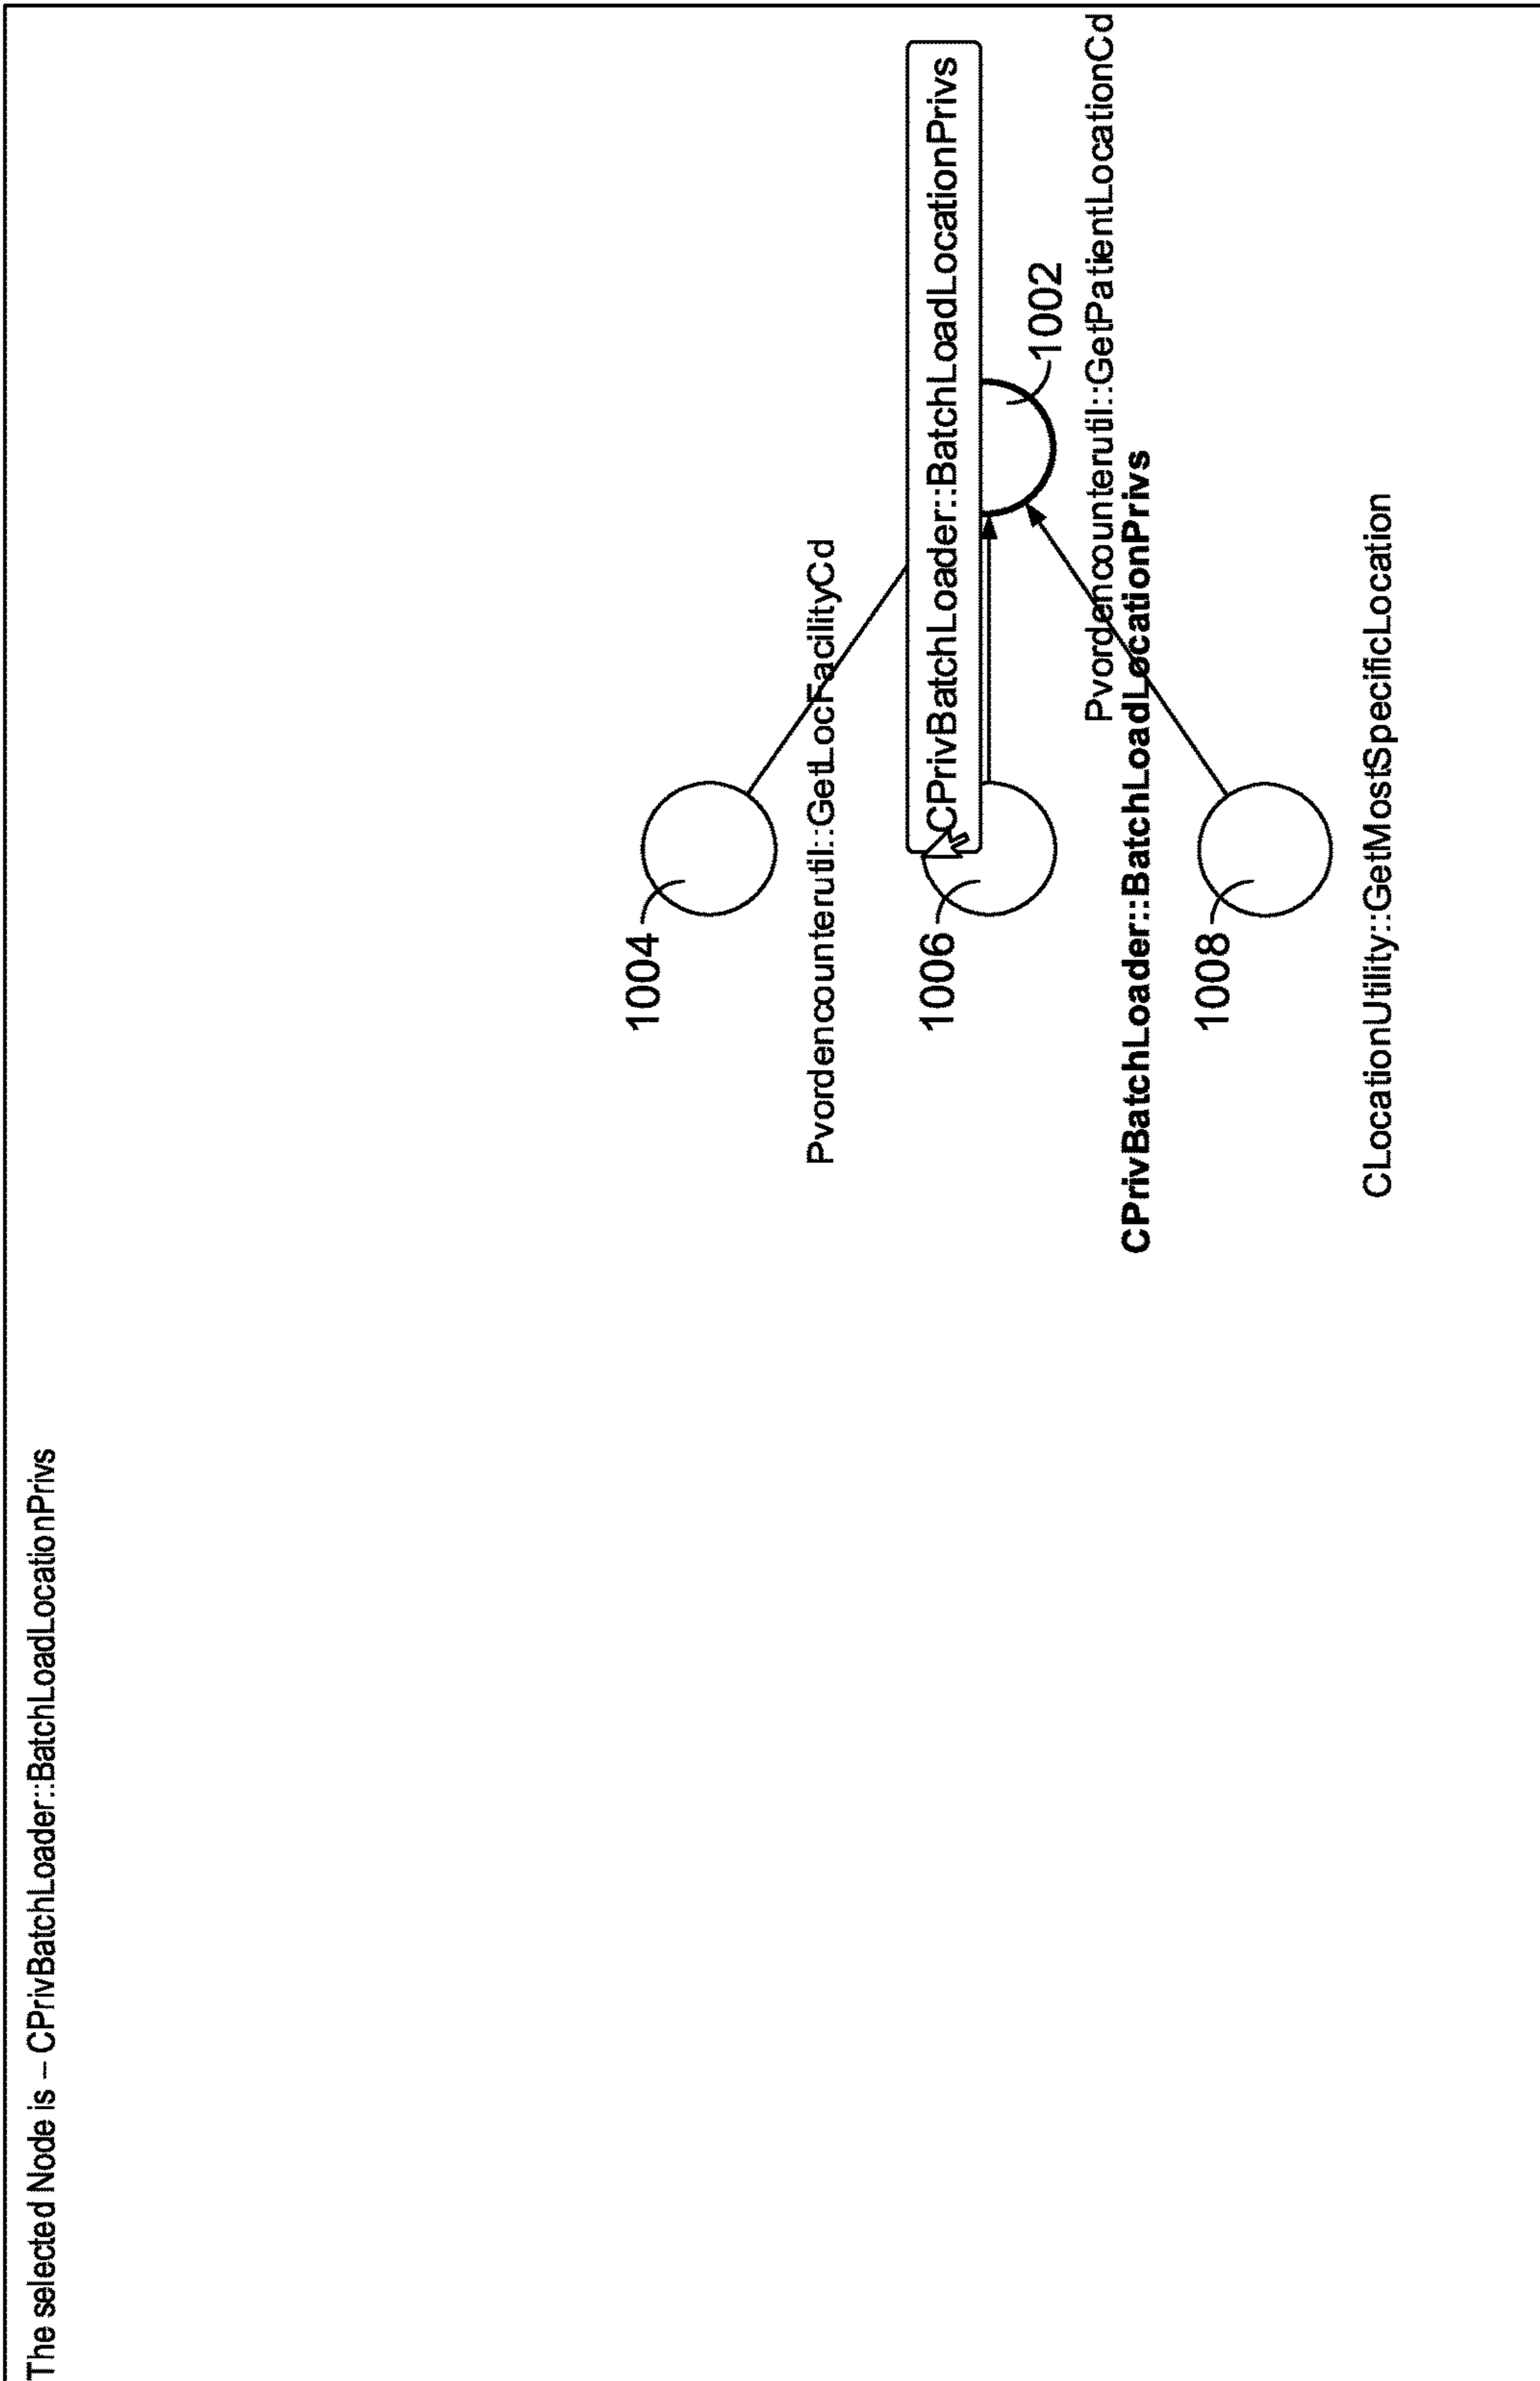 The selected Node is – CPrivBatchLoader::BatchLoadLocationPrivs
1004
Pvordencounterutil::GetLocFacilityCd
1006
CPrivBatchLoader::BatchLoadLocationPrivs
1002
Pvordencounterutil::GetPatientLocationCd
CPrivBatchLoader::BatchLoadLocationPrivs
1008
CLocationUtility::GetMostSpecificLocation